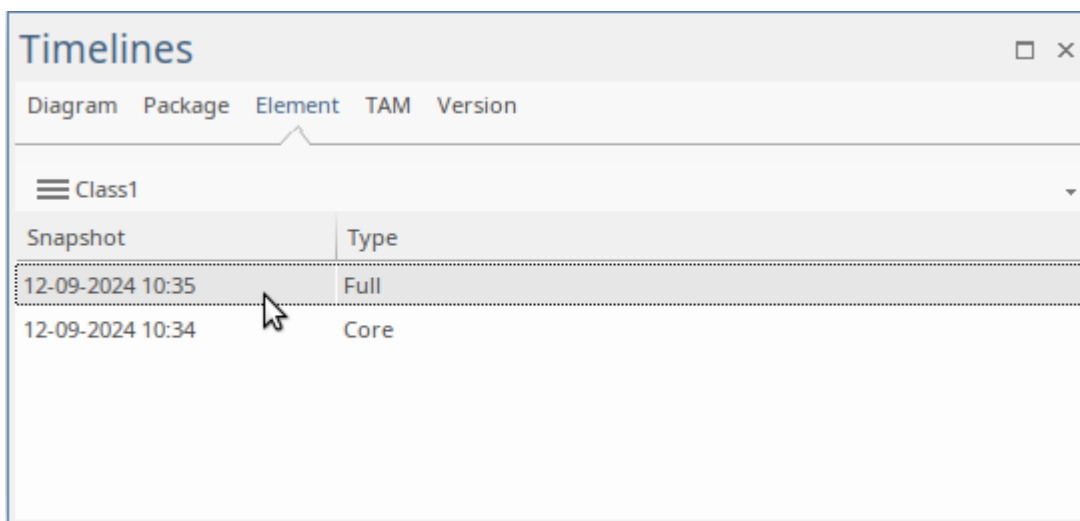 Timelines
Diagram Package Element TAM Version
Class1
Snapshot Type
12-09-2024 10:35 Full
12-09-2024 10:34 Core